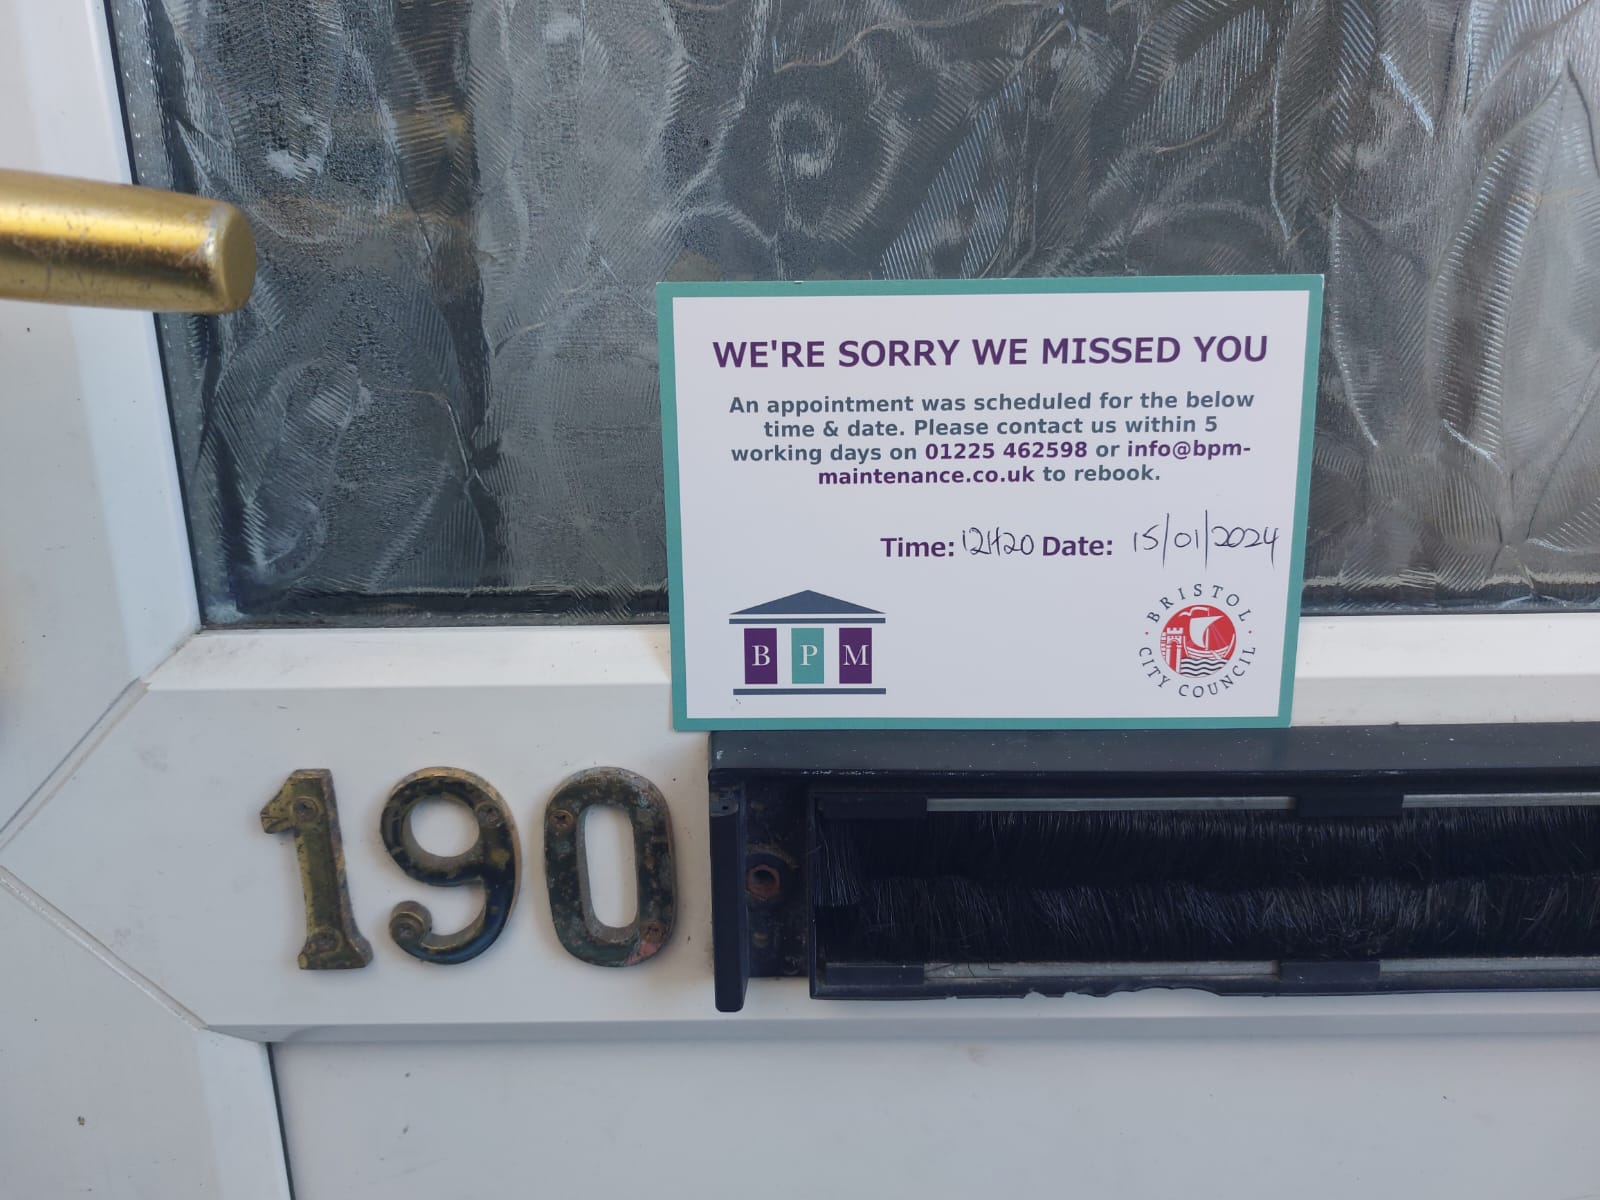 WE'RE SORRY WE MISSED YOU
An appointment was scheduled for the below
time & date. Please contact us within 5
working days on 01225 462598 or info@bpm-
maintenance.co.uk to rebook.
Time: 12H20 Date: 15/01/2024
B P M
BRISTOL CITY COUNCIL
190